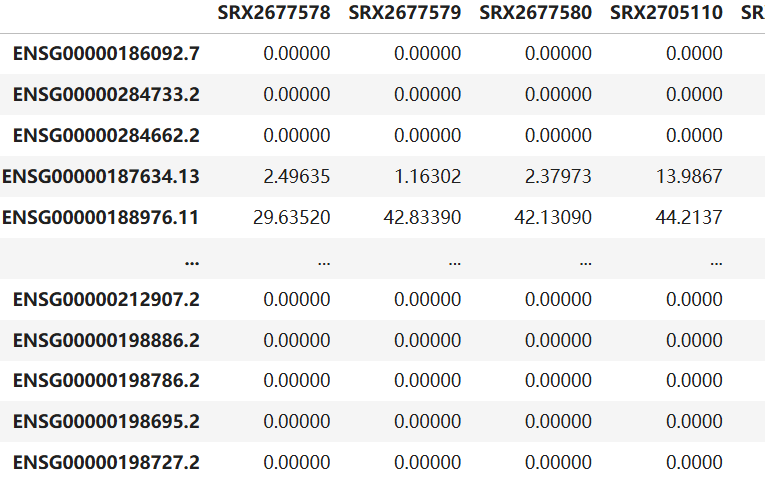 SRX2677578 SRX2677579 SRX2677580 SRX2705110 SR
ENSG00000186092.7 0.00000 0.00000 0.00000 0.0000
ENSG00000284733.2 0.00000 0.00000 0.00000 0.0000
ENSG00000284662.2 0.00000 0.00000 0.00000 0.0000
ENSG00000187634.13 2.49635 1.16302 2.37973 13.9867
ENSG00000188976.11 29.63520 42.83390 42.13090 44.2137
... ... ... ... ...
ENSG00000212907.2 0.00000 0.00000 0.00000 0.0000
ENSG00000198886.2 0.00000 0.00000 0.00000 0.0000
ENSG00000198786.2 0.00000 0.00000 0.00000 0.0000
ENSG00000198695.2 0.00000 0.00000 0.00000 0.0000
ENSG00000198727.2 0.00000 0.00000 0.00000 0.0000